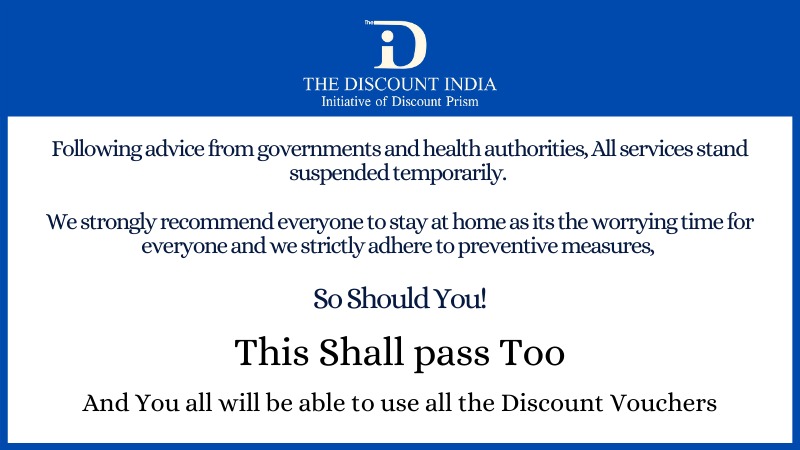 The
iD
THE DISCOUNT INDIA
Initiative of Discount Prism
Following advice from governments and health authorities, All services stand
suspended temporarily.
We strongly recommend everyone to stay at home as its the worrying time for
everyone and we strictly adhere to preventive measures,
So Should You!
This Shall pass Too
And You all will be able to use all the Discount Vouchers